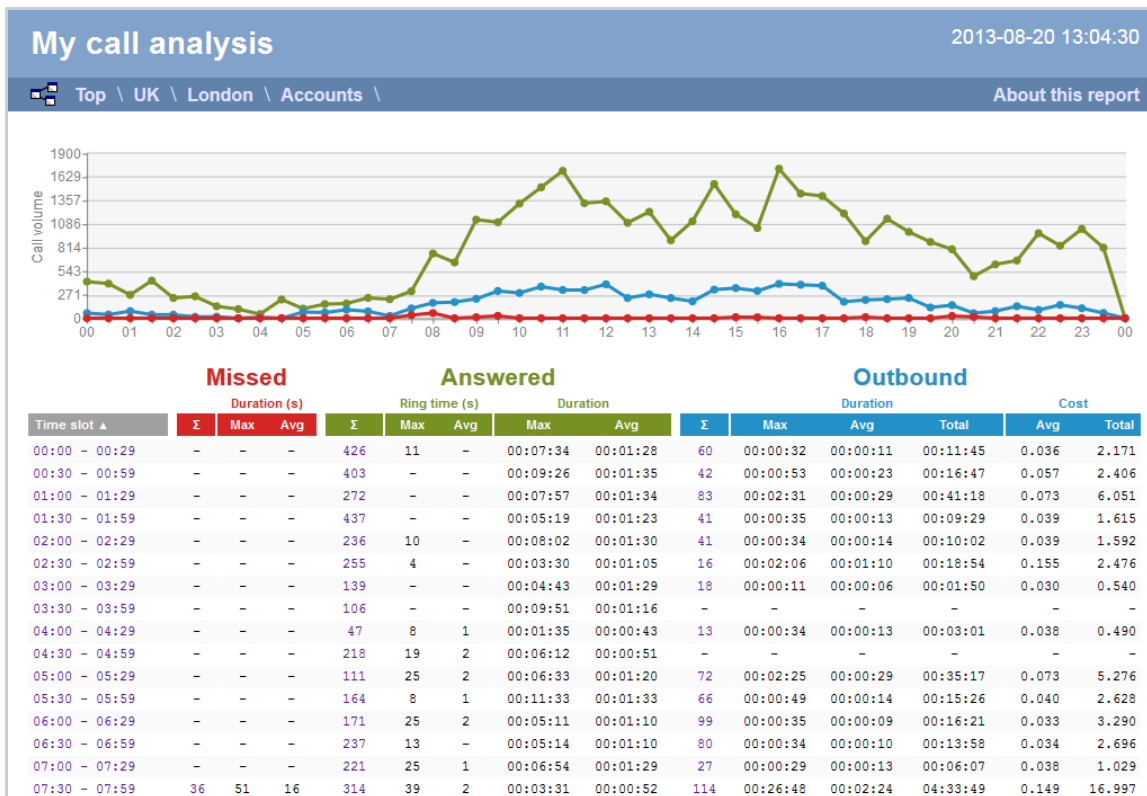 My call analysis 2013-08-20 13:04:30
Top \ UK \ London \ Accounts \ About this report
1900
1629
1357
1086
814
543
271
0
Call volume
00 01 02 03 04 05 06 07 08 09 10 11 12 13 14 15 16 17 18 19 20 21 22 23 00
Missed Answered Outbound
Duration (s) Ring time (s) Duration Duration Cost
Time slot ▲ Σ Max Avg Σ Max Avg Max Avg Σ Max Avg Total Avg Total
00:00 - 00:29 - - - 426 11 - 00:07:34 00:01:28 60 00:00:32 00:00:11 00:11:45 0.036 2.171
00:30 - 00:59 - - - 403 - - 00:09:26 00:01:35 42 00:00:53 00:00:23 00:16:47 0.057 2.406
01:00 - 01:29 - - - 272 - - 00:07:57 00:01:34 83 00:02:31 00:00:29 00:41:18 0.073 6.051
01:30 - 01:59 - - - 437 - - 00:05:19 00:01:23 41 00:00:35 00:00:13 00:09:29 0.039 1.615
02:00 - 02:29 - - - 236 10 - 00:08:02 00:01:30 41 00:00:34 00:00:14 00:10:02 0.039 1.592
02:30 - 02:59 - - - 255 4 - 00:03:30 00:01:05 16 00:02:06 00:01:10 00:18:54 0.155 2.476
03:00 - 03:29 - - - 139 - - 00:04:43 00:01:29 18 00:00:11 00:00:06 00:01:50 0.030 0.540
03:30 - 03:59 - - - 106 - - 00:09:51 00:01:16 - - - - - -
04:00 - 04:29 - - - 47 8 1 00:01:35 00:00:43 13 00:00:34 00:00:13 00:03:01 0.038 0.490
04:30 - 04:59 - - - 218 19 2 00:06:12 00:00:51 - - - - - -
05:00 - 05:29 - - - 111 25 2 00:06:33 00:01:20 72 00:02:25 00:00:29 00:35:17 0.073 5.276
05:30 - 05:59 - - - 164 8 1 00:11:33 00:01:33 66 00:00:49 00:00:14 00:15:26 0.040 2.628
06:00 - 06:29 - - - 171 25 2 00:05:11 00:01:10 99 00:00:35 00:00:09 00:16:21 0.033 3.290
06:30 - 06:59 - - - 237 13 - 00:05:14 00:01:10 80 00:00:34 00:00:10 00:13:58 0.034 2.696
07:00 - 07:29 - - - 221 25 1 00:06:54 00:01:29 27 00:00:29 00:00:13 00:06:07 0.038 1.029
07:30 - 07:59 36 51 16 314 39 2 00:03:31 00:00:52 114 00:26:48 00:02:24 04:33:49 0.149 16.997